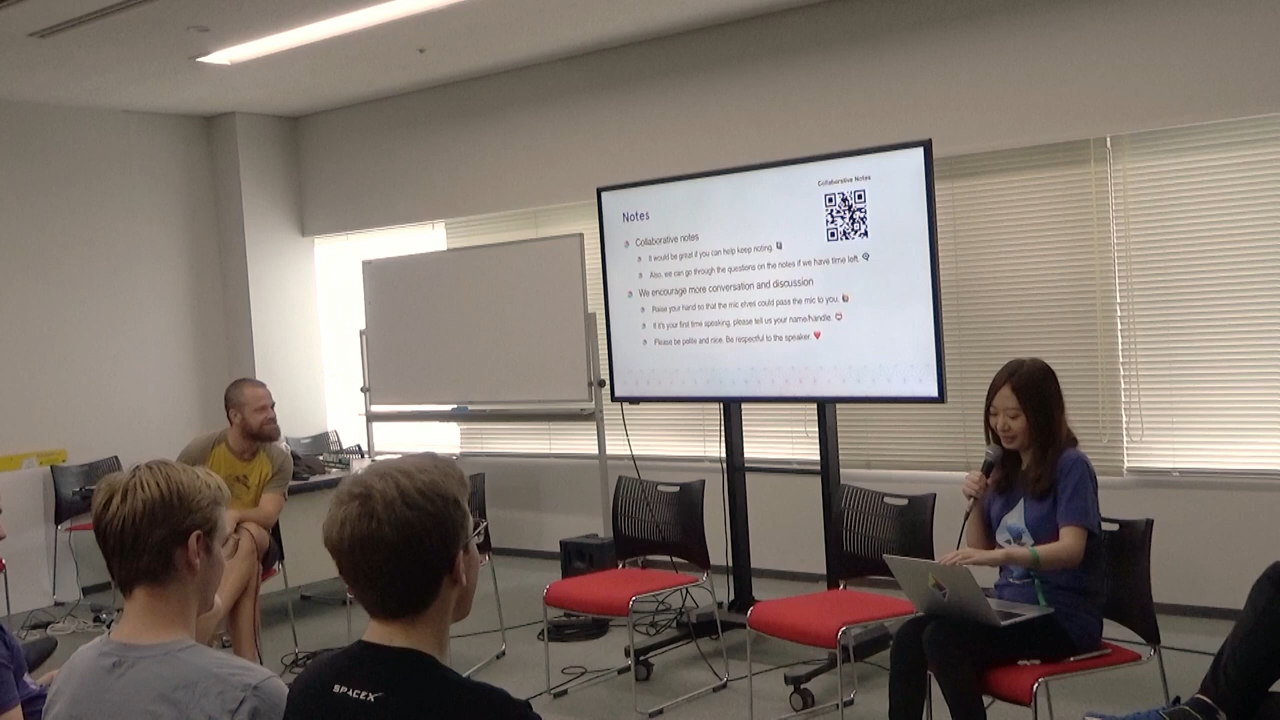 Collaborative Notes
Notes
Collaborative notes
It would be great if you can help keep noting.
Also, we can go through the questions on the notes if we have time left.
We encourage more conversation and discussion
Raise your hand so that the mic elves could pass the mic to you.
If it's your first time speaking, please tell us your name/handle.
Please be polite and nice. Be respectful to the speaker.
SPACEX